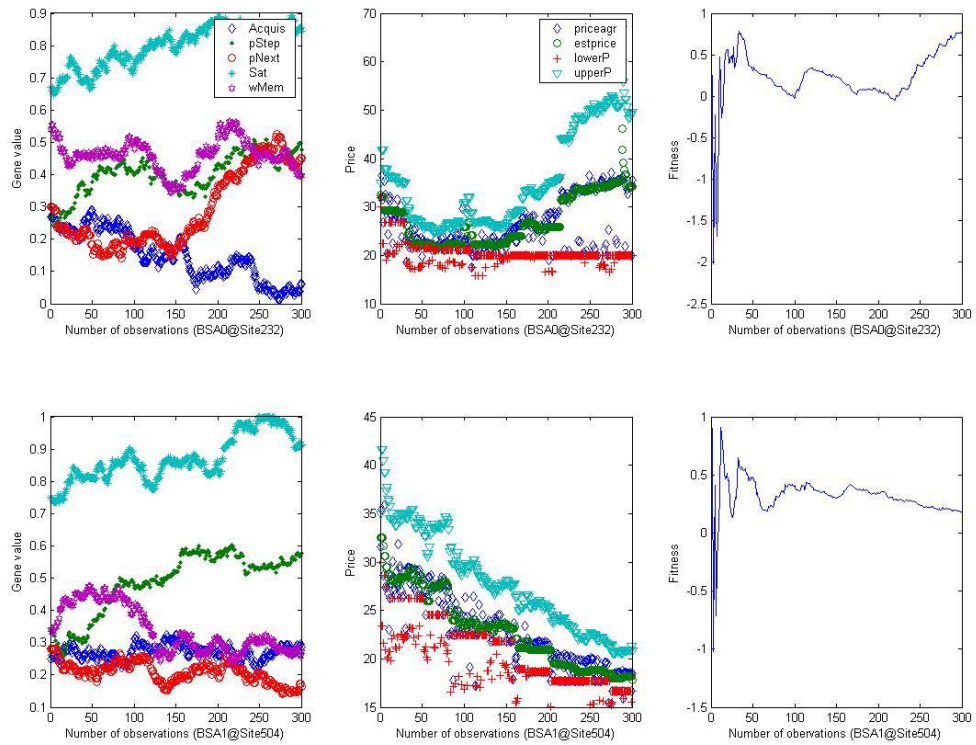 0.9
0.8
0.7
0.6
0.5
0.4
0.3
0.2
0.1
0
Gene value
0 50 100 150 200 250 300
Number of observations (BSA0@Site232)
Acquis
pStep
pNext
Sat
wMem
70
60
50
40
30
20
10
Price
0 50 100 150 200 250 300
Number of observations (BSA0@Site232)
priceagr
estprice
lowerP
upperP
1
0.5
0
-0.5
-1
-1.5
-2
-2.5
Fitness
0 50 100 150 200 250 300
Number of observations (BSA0@Site232)
1
0.9
0.8
0.7
0.6
0.5
0.4
0.3
0.2
0.1
Gene value
0 50 100 150 200 250 300
Number of observations (BSA1@Site504)
45
40
35
30
25
20
15
Price
0 50 100 150 200 250 300
Number of observations (BSA1@Site504)
1
0.5
0
-0.5
-1
-1.5
Fitness
0 50 100 150 200 250 300
Number of observations (BSA1@Site504)